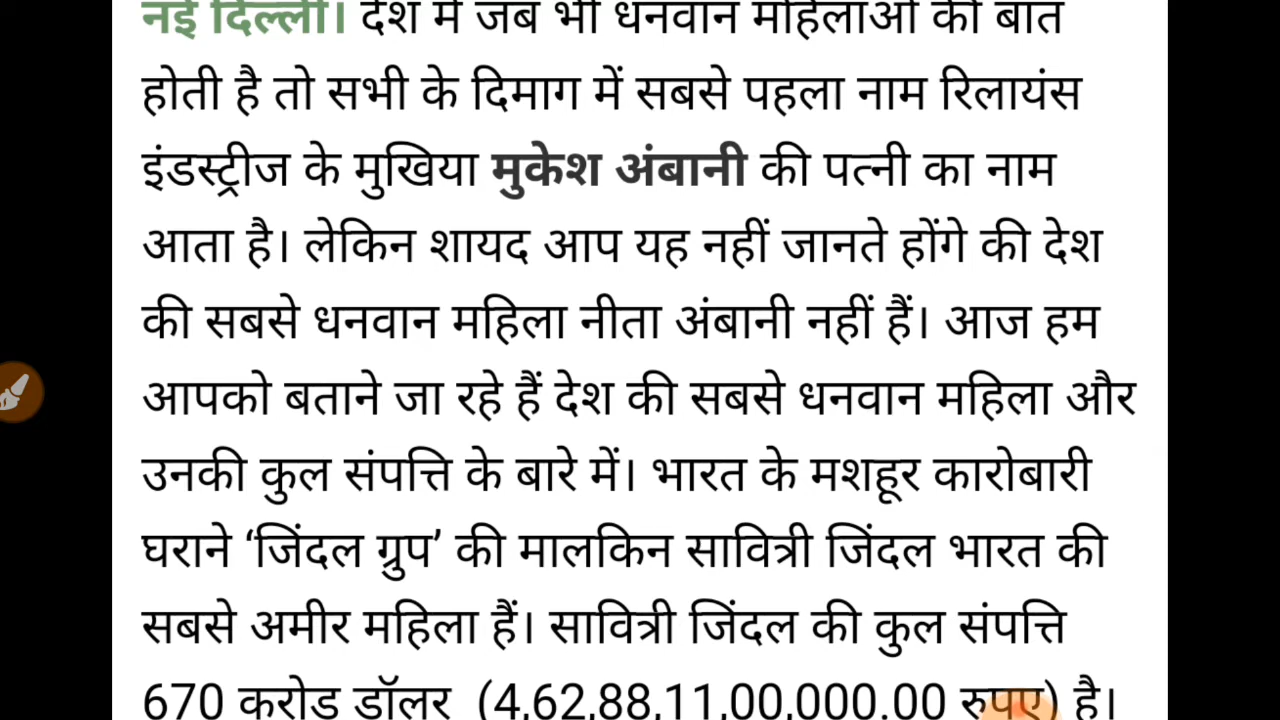 नई दिल्ली। देश में जब भी धनवान महिलाओं की बात
होती है तो सभी के दिमाग में सबसे पहला नाम रिलायंस
इंडस्ट्रीज के मुखिया मुकेश अंबानी की पत्नी का नाम
आता है। लेकिन शायद आप यह नहीं जानते होंगे की देश
की सबसे धनवान महिला नीता अंबानी नहीं हैं। आज हम
आपको बताने जा रहे हैं देश की सबसे धनवान महिला और
उनकी कुल संपत्ति के बारे में। भारत के मशहूर कारोबारी
घराने ‘जिंदल ग्रुप’ की मालकिन सावित्री जिंदल भारत की
सबसे अमीर महिला हैं। सावित्री जिंदल की कुल संपत्ति
670 करोड़ डॉलर (4,62,88,11,00,000.00 रुपए) है।